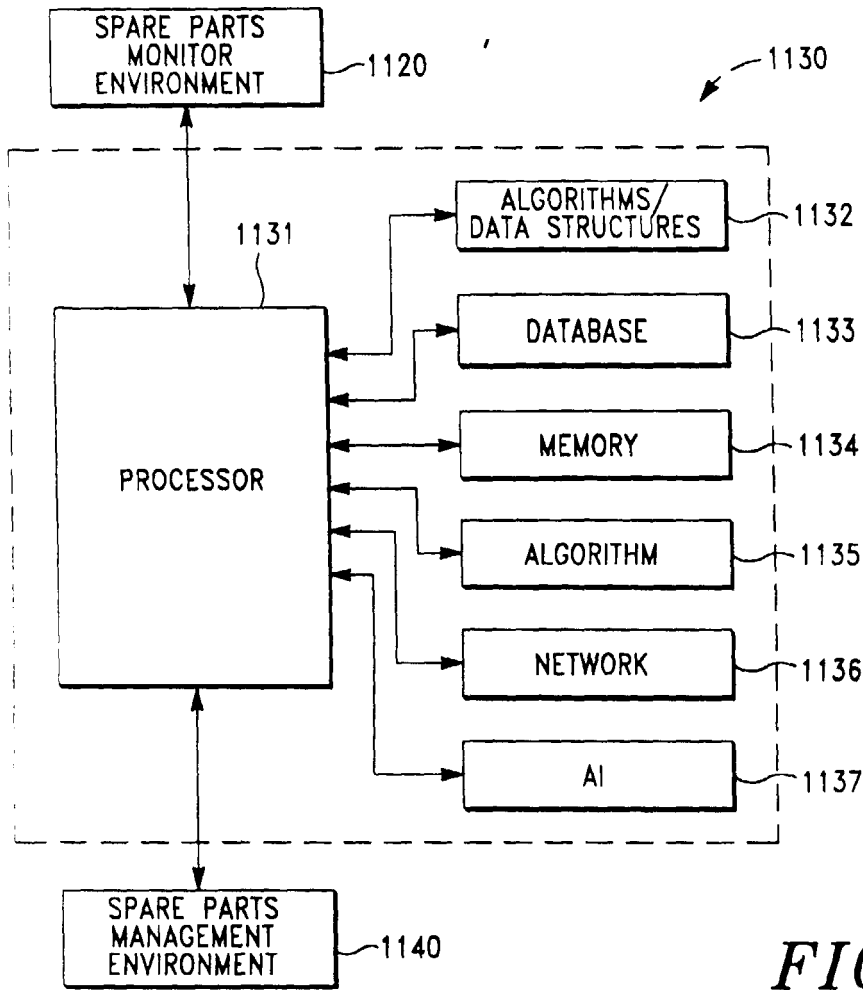 SPARE PARTS
MONITOR
ENVIRONMENT
1120
1130
1131
ALGORITHMS/
DATA STRUCTURES
1132
DATABASE
1133
PROCESSOR
MEMORY
1134
ALGORITHM
1135
NETWORK
1136
AI
1137
SPARE PARTS
MANAGEMENT
ENVIRONMENT
1140